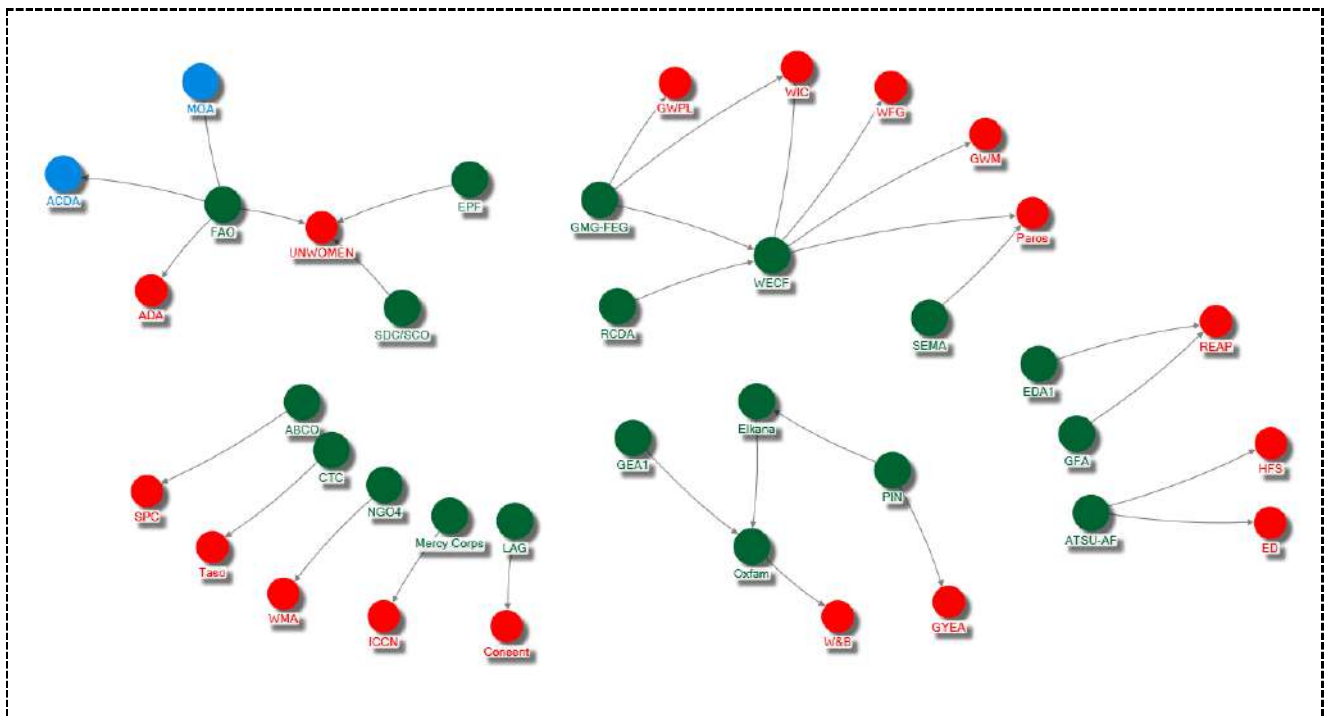 MOA
ACDA
FAO
EPF
UNWOMEN
ADA
SDC/SCO
GWPL
WIC
WFG
GWM
GMG-FEG
WECF
Paros
RCDA
SEMA
REAP
EDA1
GFA
HFS
ATSU-AF
ED
ABCO
CTC
SPC
NGO4
Mercy Corps
LAG
Taso
WMA
ICCN
Consent
Elkana
GEA1
PIN
Oxfam
W&B
GYEA